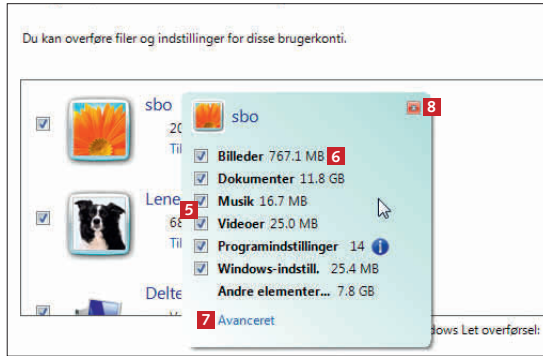 Du kan overføre filer og indstillinger for disse brugerkonti.
sbo
20
Til
Lene
68
Til
Delte
sbo
8
Billeder 767.1 MB 6
Dokumenter 11.8 GB
5 Musik 16.7 MB
Videoer 25.0 MB
Programindstillinger 14
Windows-indstill. 25.4 MB
Andre elementer... 7.8 GB
7 Avanceret
dows Let overførsel: